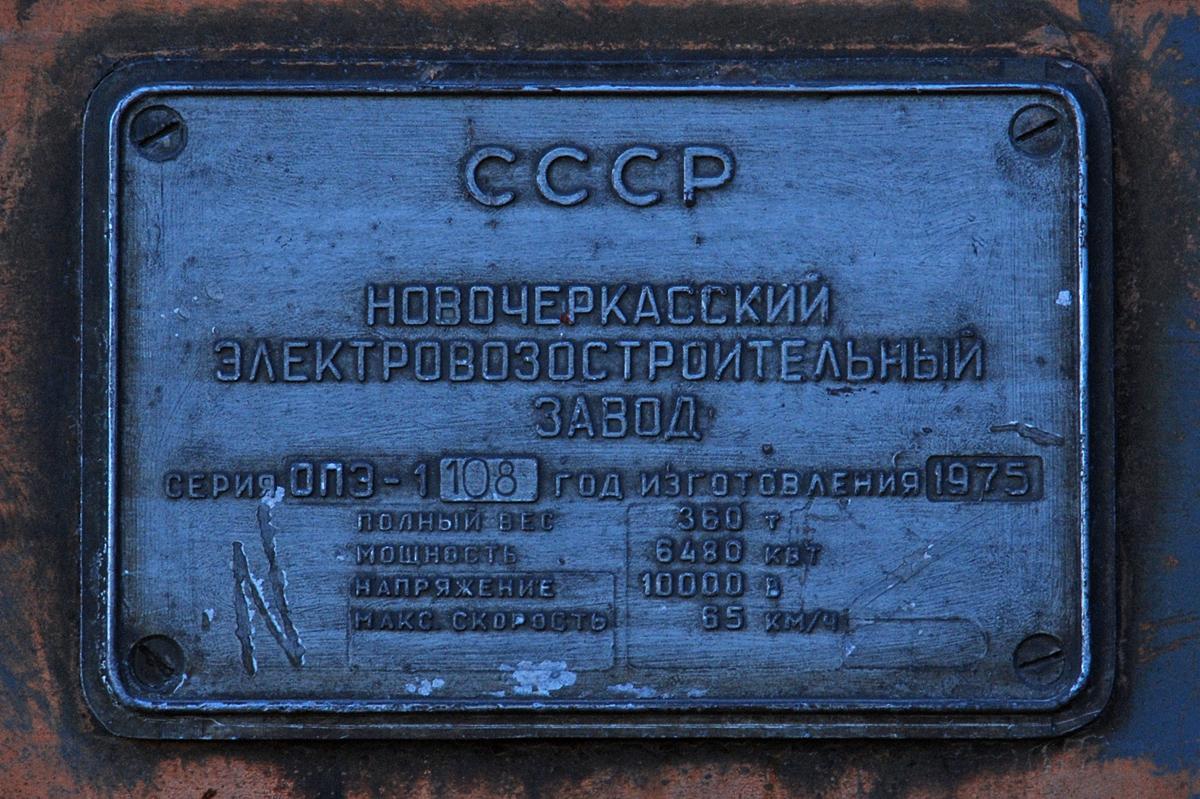 СССР
НОВОЧЕРКАССКИЙ
ЭЛЕКТРОВОЗОСТРОИТЕЛЬНЫЙ
ЗАВОД
СЕРИЯ ОПЭ-1 108 ГОД ИЗГОТОВЛЕНИЯ 1975
ПОЛНЫЙ ВЕС 360 т
МОЩНОСТЬ 6480 КВТ
НАПРЯЖЕНИЕ 10000 В
МАКС. СКОРОСТЬ 65 КМ/Ч